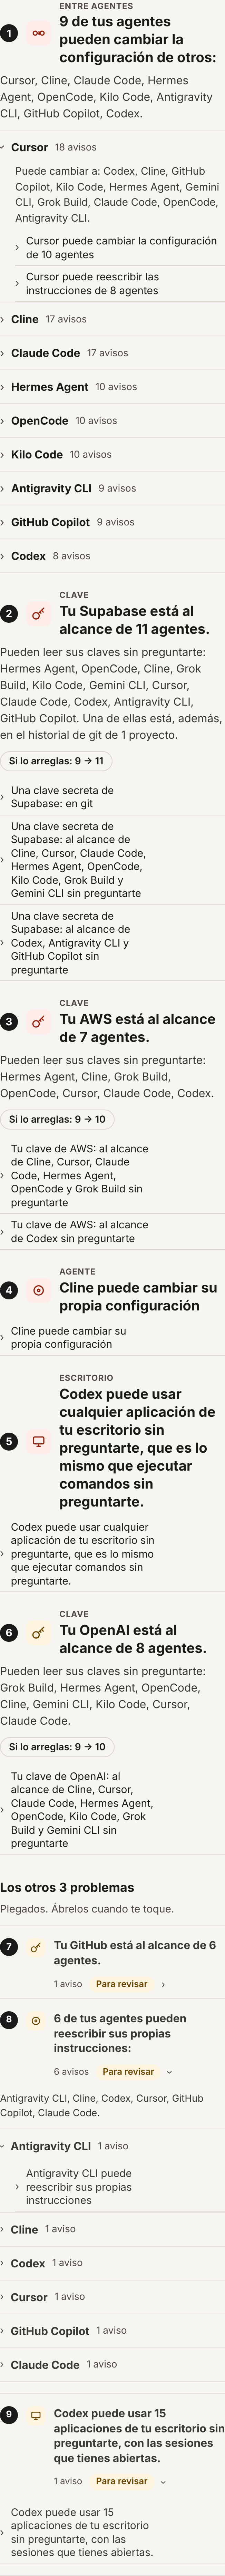 ENTRE AGENTES
1
9 de tus agentes
pueden cambiar la
configuración de otros:
Cursor, Cline, Claude Code, Hermes
Agent, OpenCode, Kilo Code, Antigravity
CLI, GitHub Copilot, Codex.
Cursor 18 avisos
Puede cambiar a: Codex, Cline, GitHub
Copilot, Kilo Code, Hermes Agent, Gemini
CLI, Grok Build, Claude Code, OpenCode,
Antigravity CLI.
Cursor puede cambiar la configuración
de 10 agentes
Cursor puede reescribir las
instrucciones de 8 agentes
Cline 17 avisos
Claude Code 17 avisos
Hermes Agent 10 avisos
OpenCode 10 avisos
Kilo Code 10 avisos
Antigravity CLI 9 avisos
GitHub Copilot 9 avisos
Codex 8 avisos
CLAVE
2
Tu Supabase está al
alcance de 11 agentes.
Pueden leer sus claves sin preguntarte:
Hermes Agent, OpenCode, Cline, Grok
Build, Kilo Code, Gemini CLI, Cursor,
Claude Code, Codex, Antigravity CLI,
GitHub Copilot. Una de ellas está, además,
en el historial de git de 1 proyecto.
Si lo arreglas: 9 → 11
Una clave secreta de
Supabase: en git
Una clave secreta de
Supabase: al alcance de
Cline, Cursor, Claude Code,
Hermes Agent, OpenCode,
Kilo Code, Grok Build y
Gemini CLI sin preguntarte
Una clave secreta de
Supabase: al alcance de
Codex, Antigravity CLI y
GitHub Copilot sin
preguntarte
CLAVE
3
Tu AWS está al alcance
de 7 agentes.
Pueden leer sus claves sin preguntarte:
Hermes Agent, Cline, Grok Build,
OpenCode, Cursor, Claude Code, Codex.
Si lo arreglas: 9 → 10
Tu clave de AWS: al alcance
de Cline, Cursor, Claude
Code, Hermes Agent,
OpenCode y Grok Build sin
preguntarte
Tu clave de AWS: al alcance
de Codex sin preguntarte
AGENTE
4
Cline puede cambiar su
propia configuración
Cline puede cambiar su
propia configuración
ESCRITORIO
5
Codex puede usar
cualquier aplicación de
tu escritorio sin
preguntarte, que es lo
mismo que ejecutar
comandos sin
preguntarte.
Codex puede usar cualquier
aplicación de tu escritorio sin
preguntarte, que es lo mismo
que ejecutar comandos sin
preguntarte.
CLAVE
6
Tu OpenAI está al
alcance de 8 agentes.
Pueden leer sus claves sin preguntarte:
Grok Build, Hermes Agent, OpenCode,
Cline, Gemini CLI, Kilo Code, Cursor,
Claude Code.
Si lo arreglas: 9 → 10
Tu clave de OpenAI: al
alcance de Cline, Cursor,
Claude Code, Hermes Agent,
OpenCode, Kilo Code, Grok
Build y Gemini CLI sin
preguntarte
Los otros 3 problemas
Plegados. Ábrelos cuando te toque.
7
Tu GitHub está al alcance de 6
agentes.
1 aviso Para revisar
8
6 de tus agentes pueden
reescribir sus propias
instrucciones:
6 avisos Para revisar
Antigravity CLI, Cline, Codex, Cursor, GitHub
Copilot, Claude Code.
Antigravity CLI 1 aviso
Antigravity CLI puede
reescribir sus propias
instrucciones
Cline 1 aviso
Codex 1 aviso
Cursor 1 aviso
GitHub Copilot 1 aviso
Claude Code 1 aviso
9
Codex puede usar 15
aplicaciones de tu escritorio sin
preguntarte, con las sesiones
que tienes abiertas.
1 aviso Para revisar
Codex puede usar 15
aplicaciones de tu escritorio
sin preguntarte, con las
sesiones que tienes abiertas.